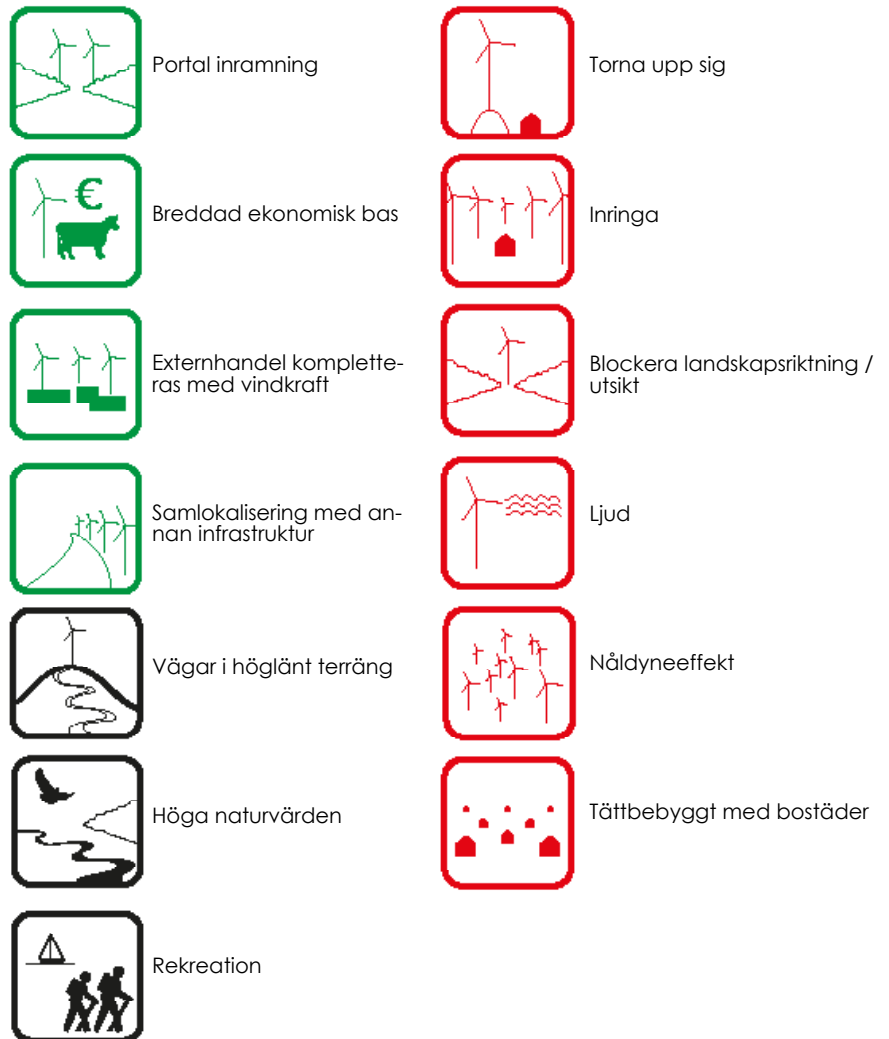 Portal inramning
€
Breddad ekonomisk bas
Externhandel komplette-
ras med vindkraft
Samlokalisering med an-
nan infrastruktur
Vägar i höglänt terräng
Höga naturvärden
Rekreation
Torna upp sig
Inringa
Blockera landskapsriktning /
utsikt
Ljud
Nåldyneeffekt
Tättbebyggt med bostäder